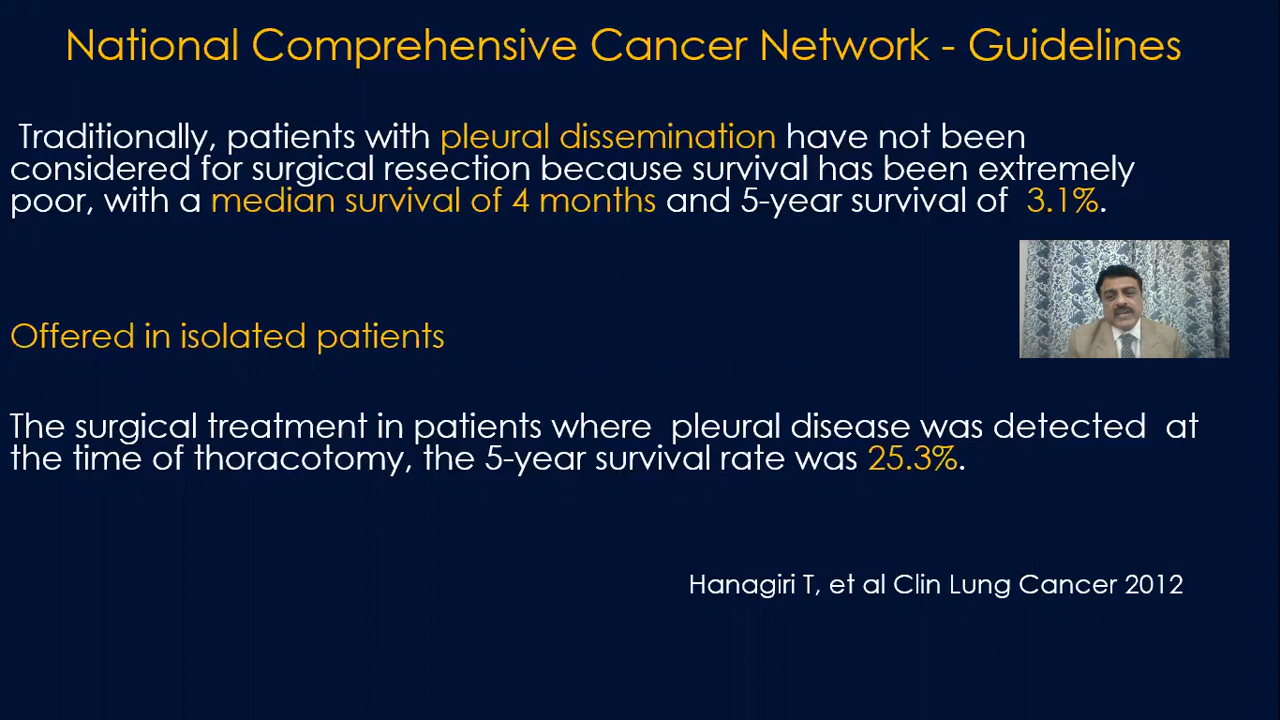 National Comprehensive Cancer Network - Guidelines
Traditionally, patients with pleural dissemination have not been
considered for surgical resection because survival has been extremely
poor, with a median survival of 4 months and 5-year survival of 3.1%.
Offered in isolated patients
The surgical treatment in patients where pleural disease was detected at
the time of thoracotomy, the 5-year survival rate was 25.3%.
Hanagiri T, et al Clin Lung Cancer 2012